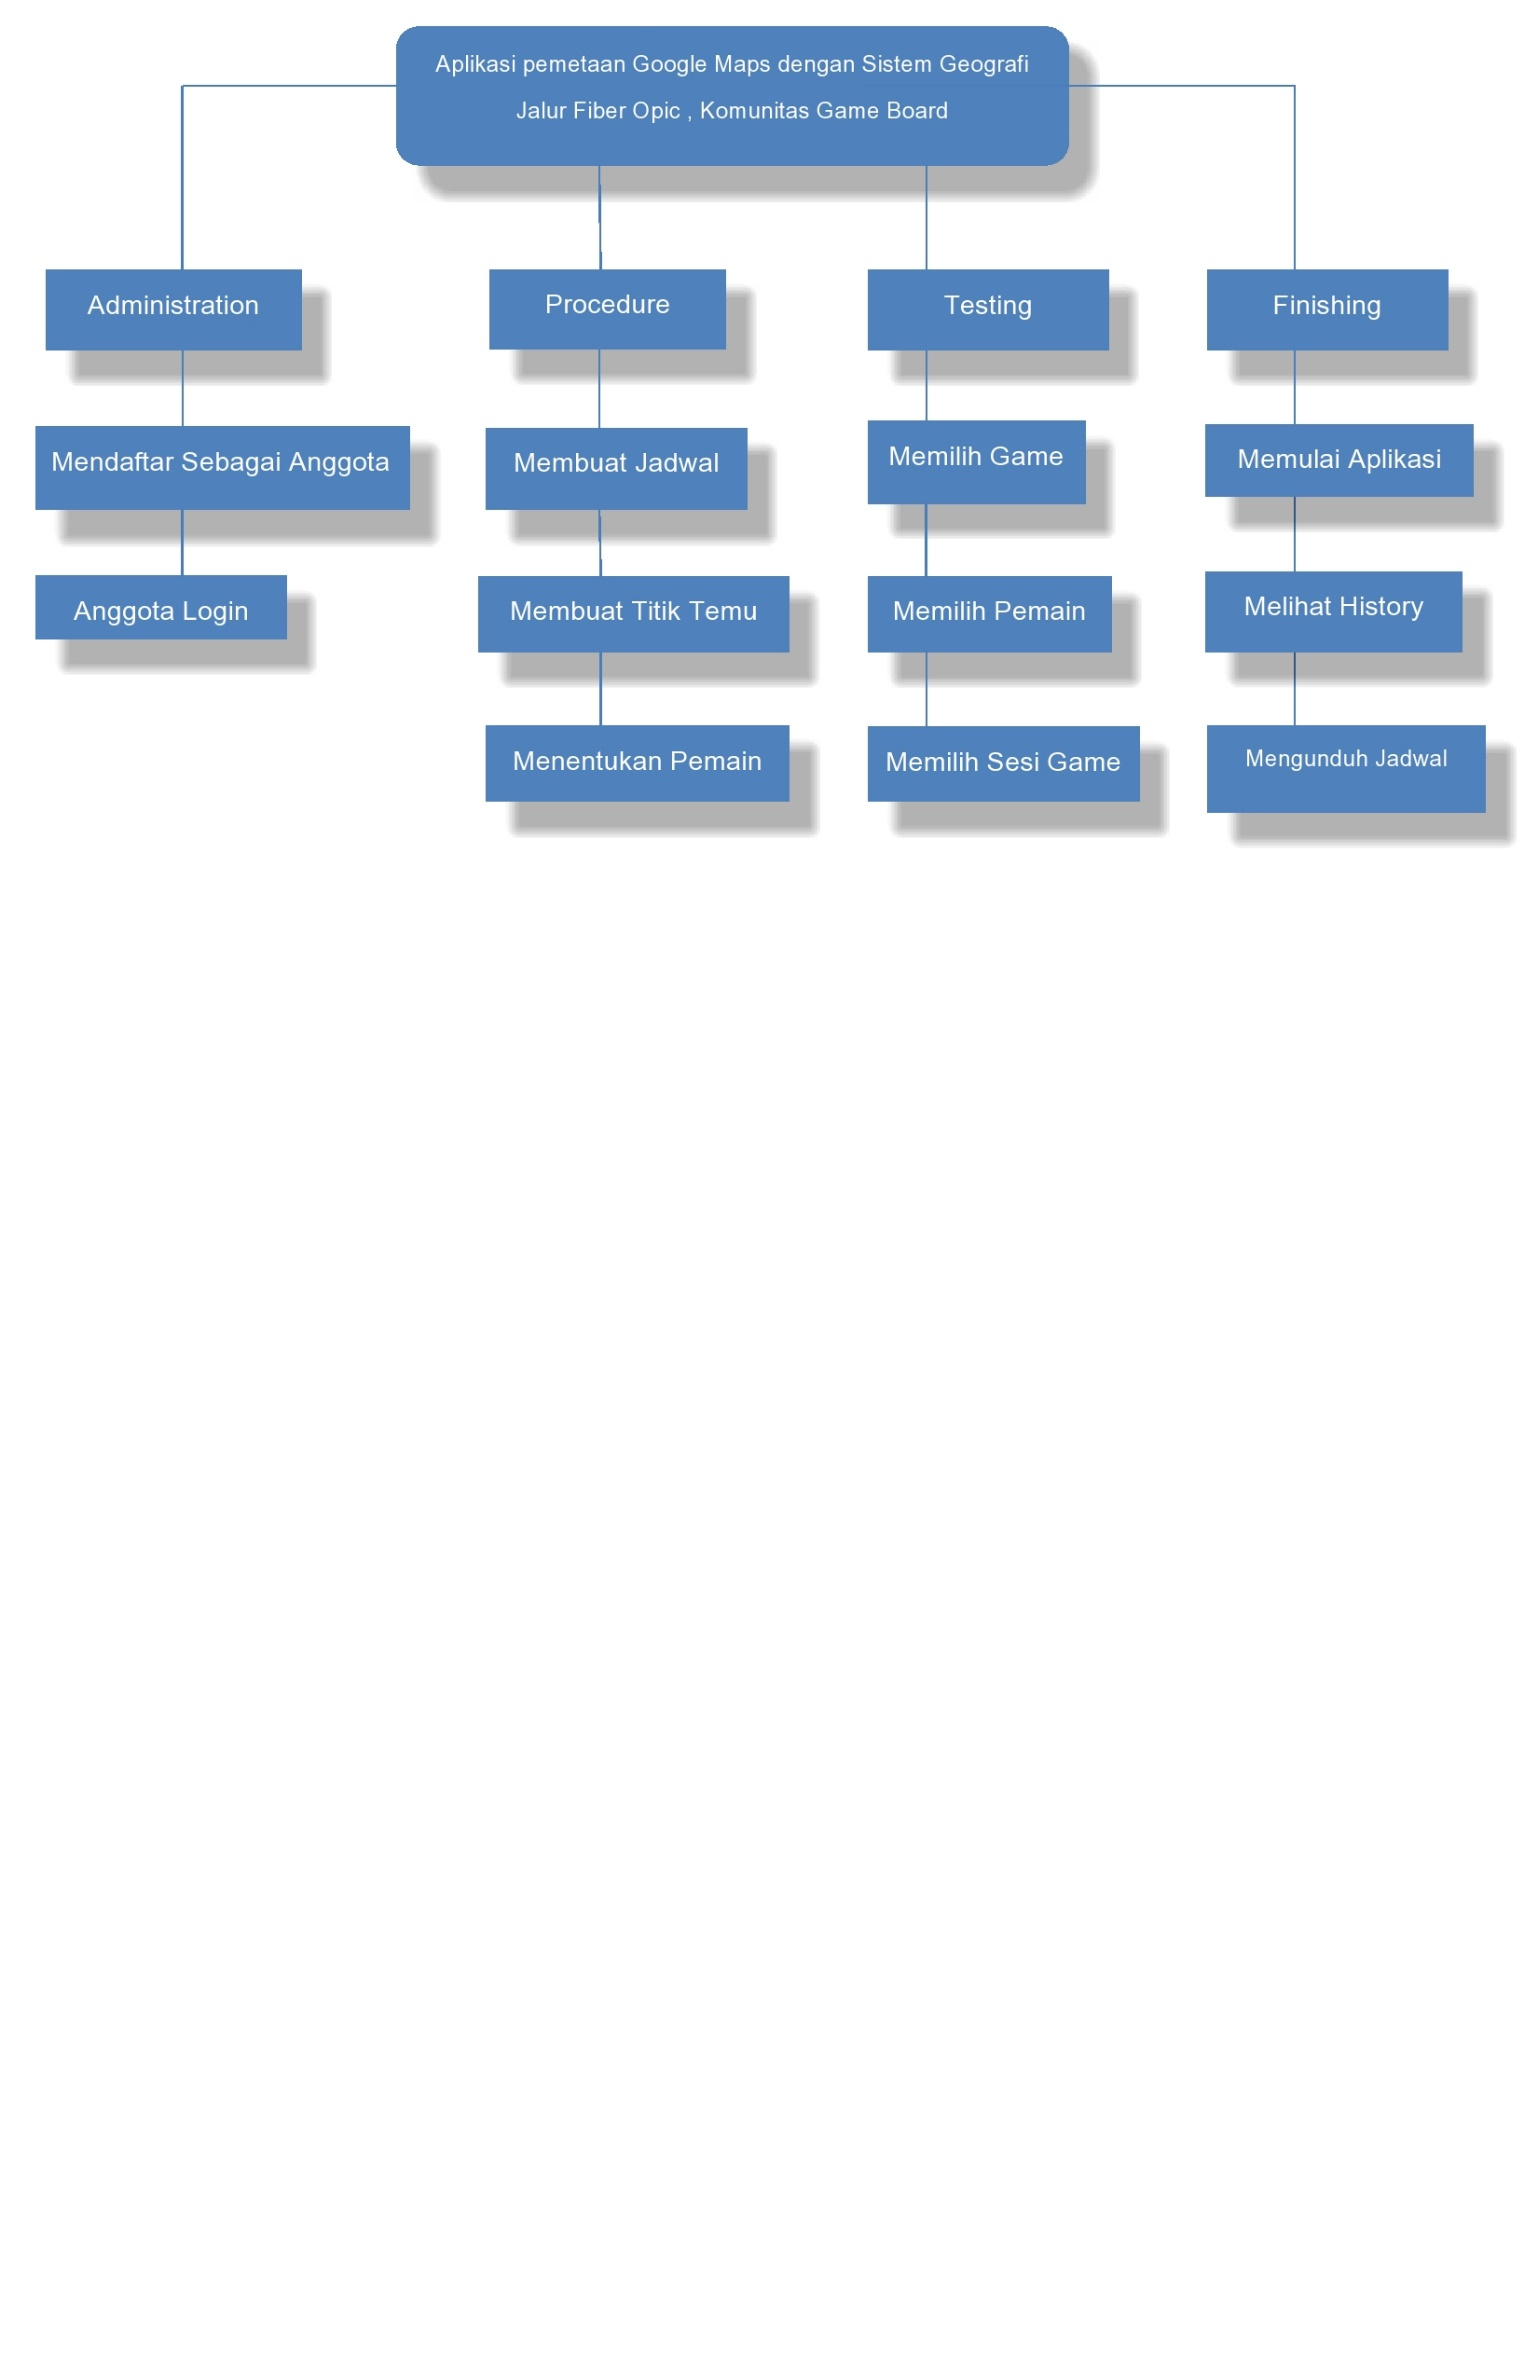 Aplikasi pemetaan Google Maps dengan Sistem Geografi
Jalur Fiber Opic , Komunitas Game Board
Administration
Procedure
Testing
Finishing
Mendaftar Sebagai Anggota
Membuat Jadwal
Memilih Game
Memulai Aplikasi
Anggota Login
Membuat Titik Temu
Memilih Pemain
Melihat History
Menentukan Pemain
Memilih Sesi Game
Mengunduh Jadwal